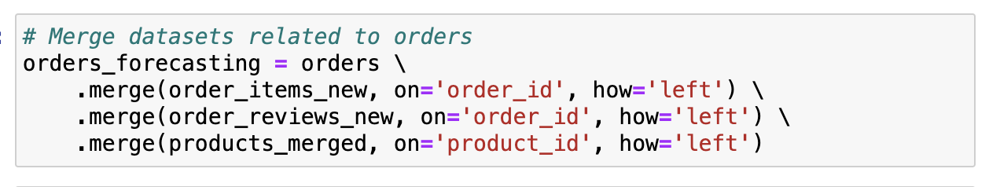 # Merge datasets related to orders
orders_forecasting = orders \
    .merge(order_items_new, on='order_id', how='left') \
    .merge(order_reviews_new, on='order_id', how='left') \
    .merge(products_merged, on='product_id', how='left')